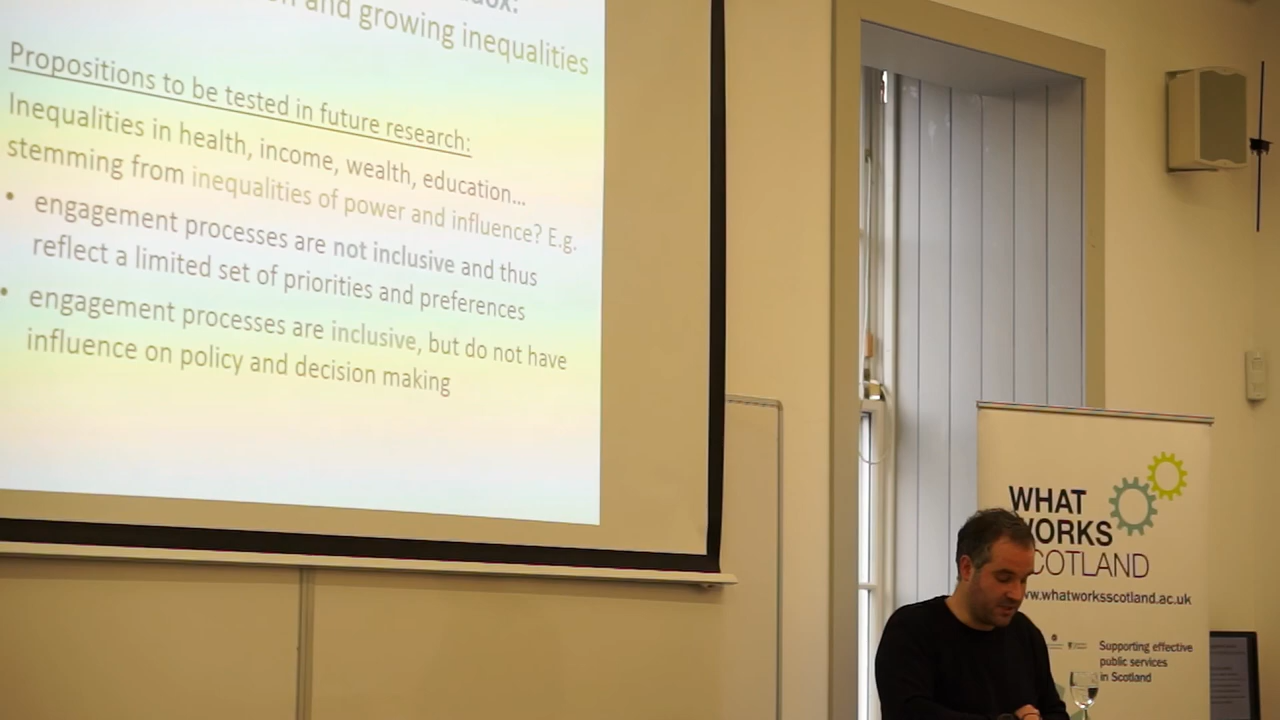 and growing inequalities
Propositions to be tested in future research:
Inequalities in health, income, wealth, education...
stemming from inequalities of power and influence? E.g.
• engagement processes are not inclusive and thus
reflect a limited set of priorities and preferences
• engagement processes are inclusive, but do not have
influence on policy and decision making
WHAT
WORKS
SCOTLAND
www.whatworksscotland.ac.uk
Supporting effective
public services
in Scotland